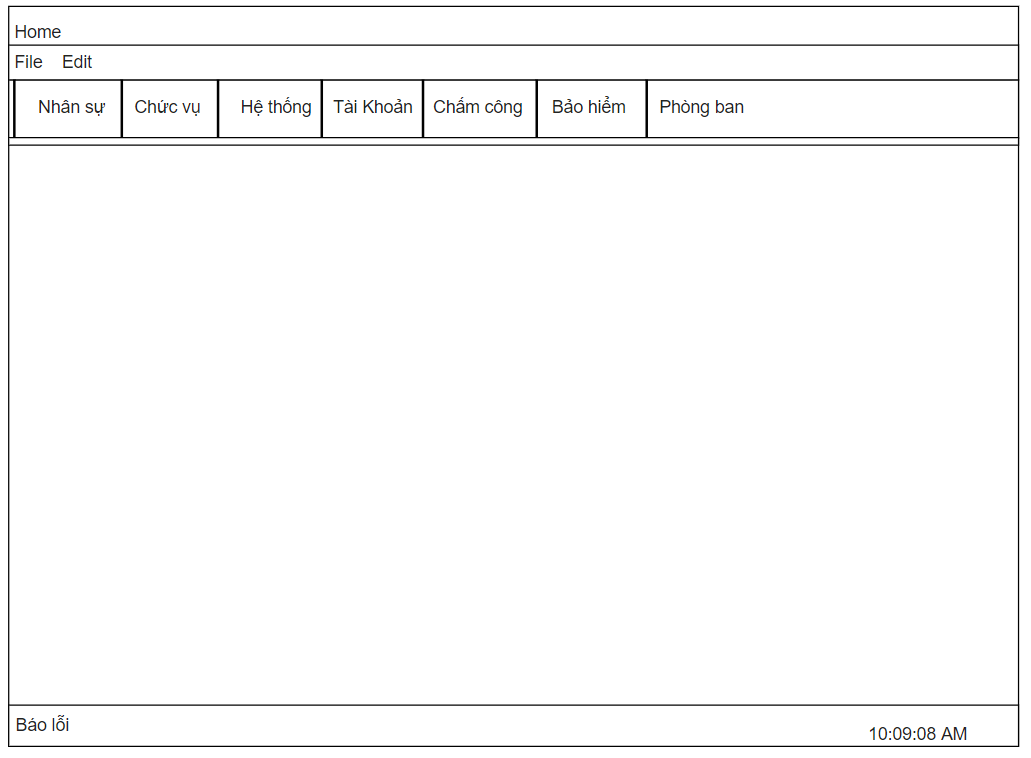 Home
File Edit
Nhân sự Chức vụ Hệ thống Tài Khoản Chấm công Bảo hiểm Phòng ban
Báo lỗi
10:09:08 AM